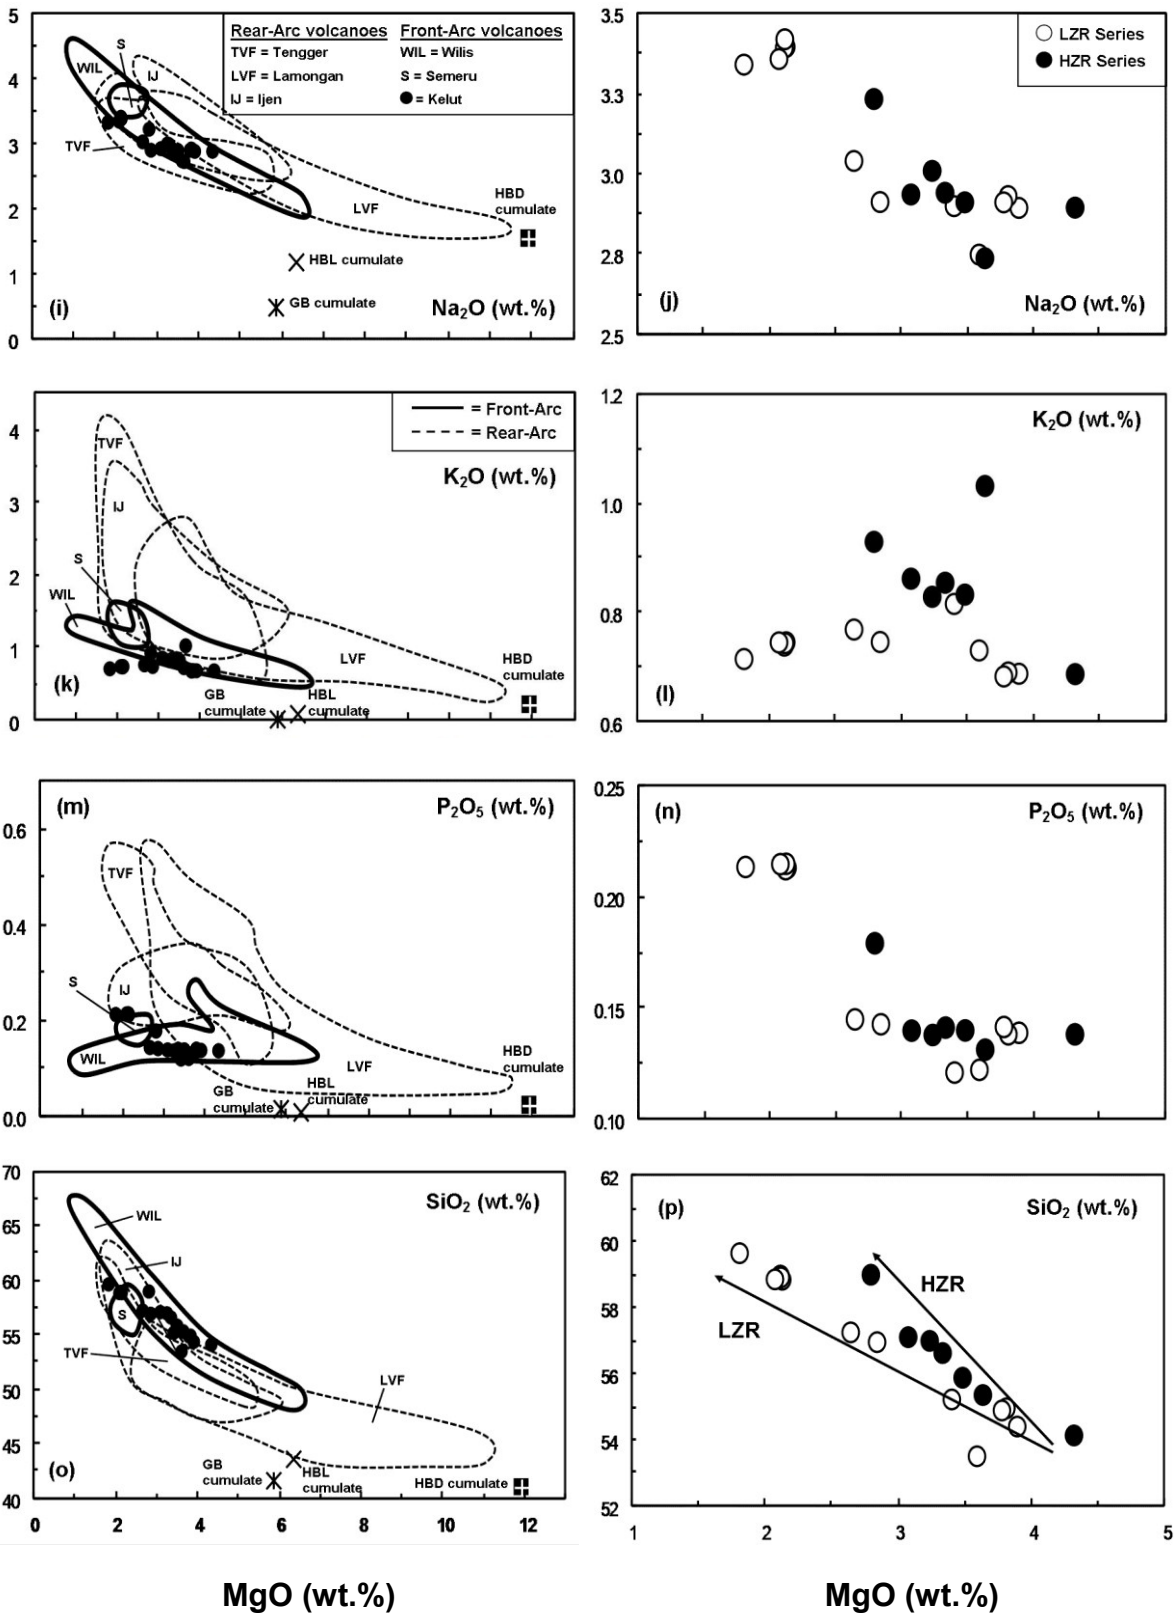 5
4
3
2
1
0
Rear-Arc volcanoes Front-Arc volcanoes
TVF = Tengger WIL = Wilis
LVF = Lamongan S = Semeru
IJ = Ijen = Kelut
S
WIL
IJ
TVF
LVF
HBD
cumulate
HBL cumulate
GB cumulate
(i)
Na2O (wt.%)
3.5
3.3
3.0
2.8
2.5
LZR Series
HZR Series
(j)
Na2O (wt.%)
4
3
2
1
0
= Front-Arc
= Rear-Arc
K2O (wt.%)
TVF
IJ
S
WIL
LVF
HBD
cumulate
GB
cumulate
HBL
cumulate
(k)
1.2
1.0
0.8
0.6
K2O (wt.%)
(l)
0.6
0.4
0.2
0.0
(m)
P2O5 (wt.%)
TVF
S
IJ
WIL
LVF
HBD
cumulate
GB
cumulate
HBL
cumulate
0.25
0.20
0.15
0.10
(n)
P2O5 (wt.%)
70
65
60
55
50
45
40
SiO2 (wt.%)
WIL
IJ
S
TVF
LVF
GB
cumulate
HBL
cumulate
HBD cumulate
(o)
0 2 4 6 8 10 12
MgO (wt.%)
62
60
58
56
54
52
(p)
SiO2 (wt.%)
HZR
LZR
1 2 3 4 5
MgO (wt.%)